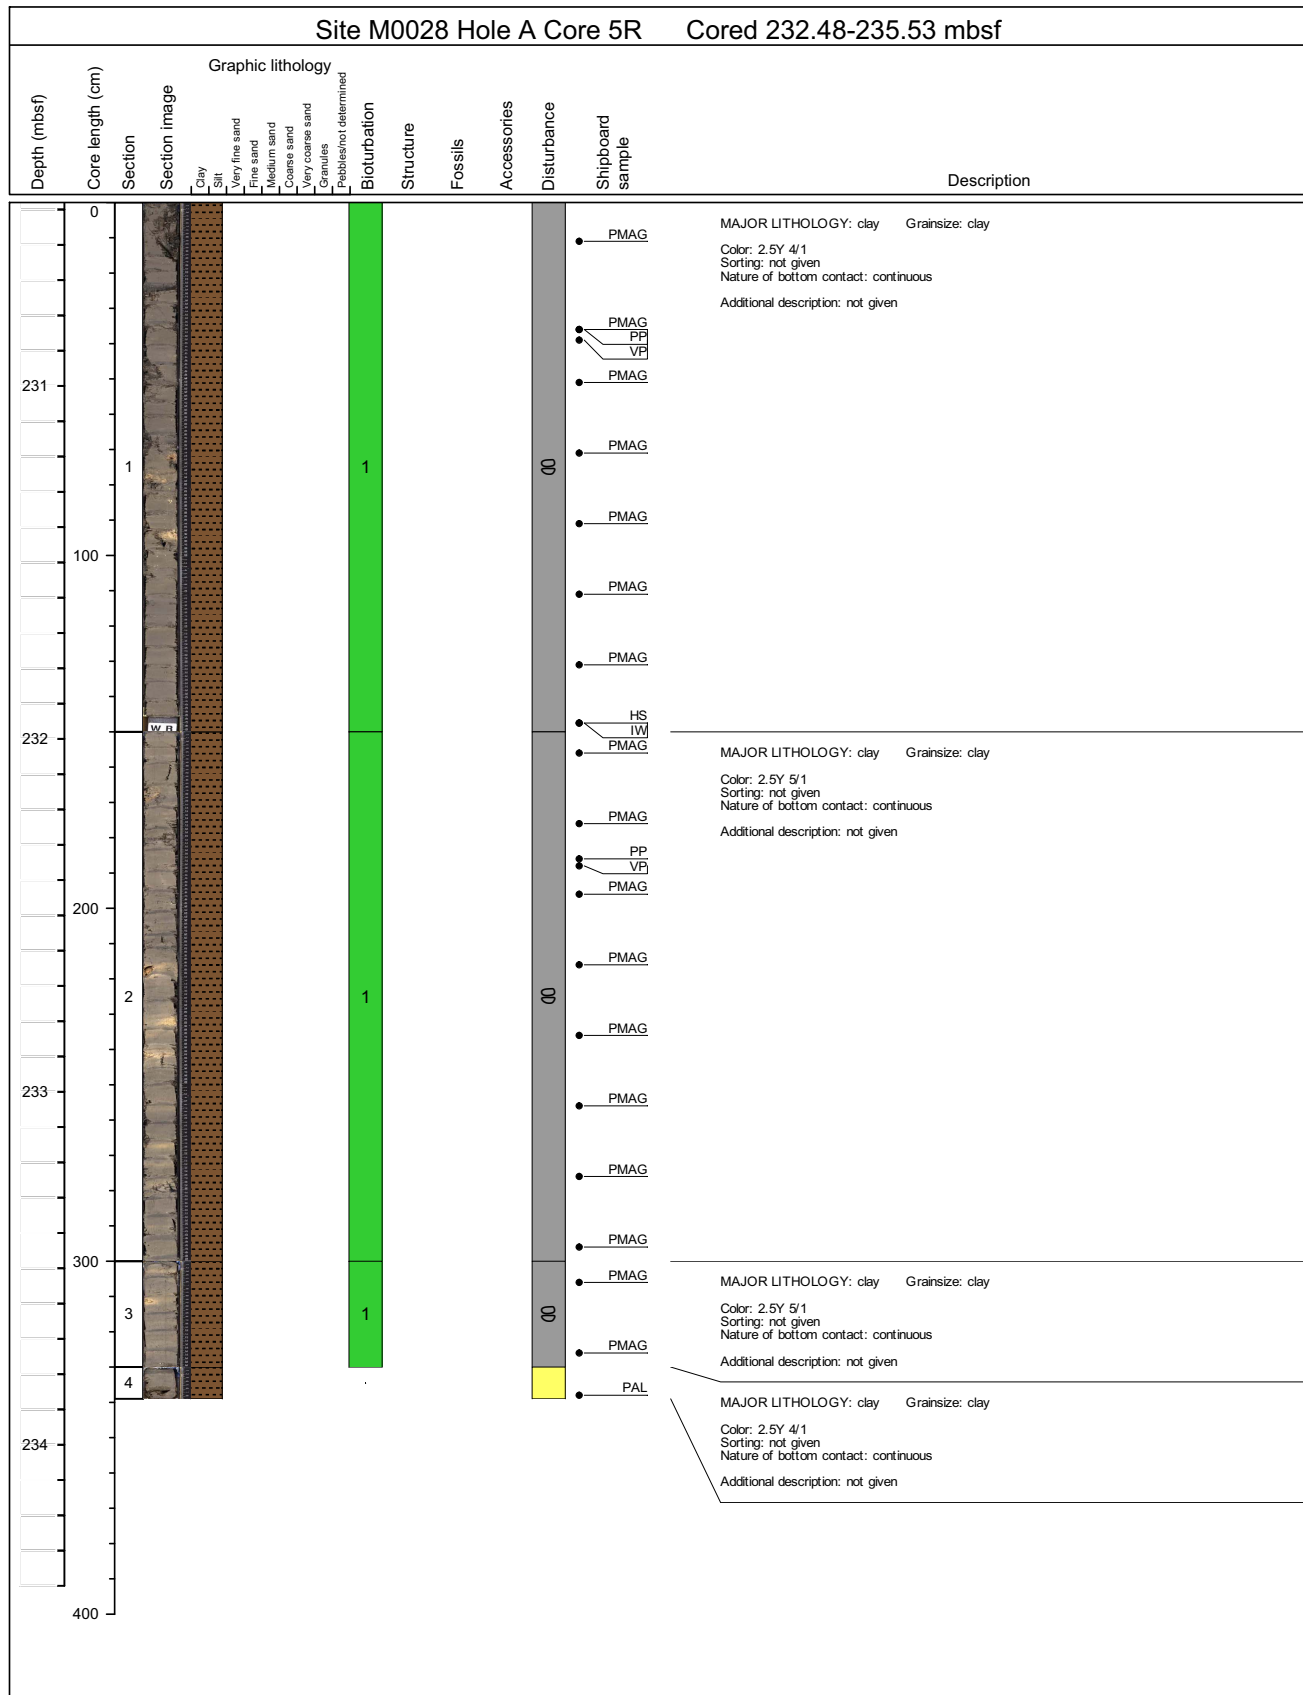 Site M0028 Hole A Core 5R Cored 232.48-235.53 mbsf
Graphic lithology
Depth (mbsf)
Core length (cm)
Section
Section image
Clay
Silt
Very fine sand
Fine sand
Medium sand
Coarse sand
Very coarse sand
Granules
Pebbles/not determined
Bioturbation
Structure
Fossils
Accessories
Disturbance
Shipboard
sample
Description
0
PMAG
MAJOR LITHOLOGY: clay Grainsize: clay
Color: 2.5Y 4/1
Sorting: not given
Nature of bottom contact: continuous
Additional description: not given
PMAG
PP
VP
231
PMAG
PMAG
1
1
PMAG
100
PMAG
PMAG
HS
W R
IW
232
PMAG
MAJOR LITHOLOGY: clay Grainsize: clay
Color: 2.5Y 5/1
Sorting: not given
Nature of bottom contact: continuous
Additional description: not given
PMAG
PP
VP
PMAG
200
PMAG
2
1
PMAG
233
PMAG
PMAG
PMAG
300
PMAG
MAJOR LITHOLOGY: clay Grainsize: clay
Color: 2.5Y 5/1
Sorting: not given
Nature of bottom contact: continuous
Additional description: not given
3
1
PMAG
4
PAL
MAJOR LITHOLOGY: clay Grainsize: clay
Color: 2.5Y 4/1
Sorting: not given
Nature of bottom contact: continuous
Additional description: not given
234
400